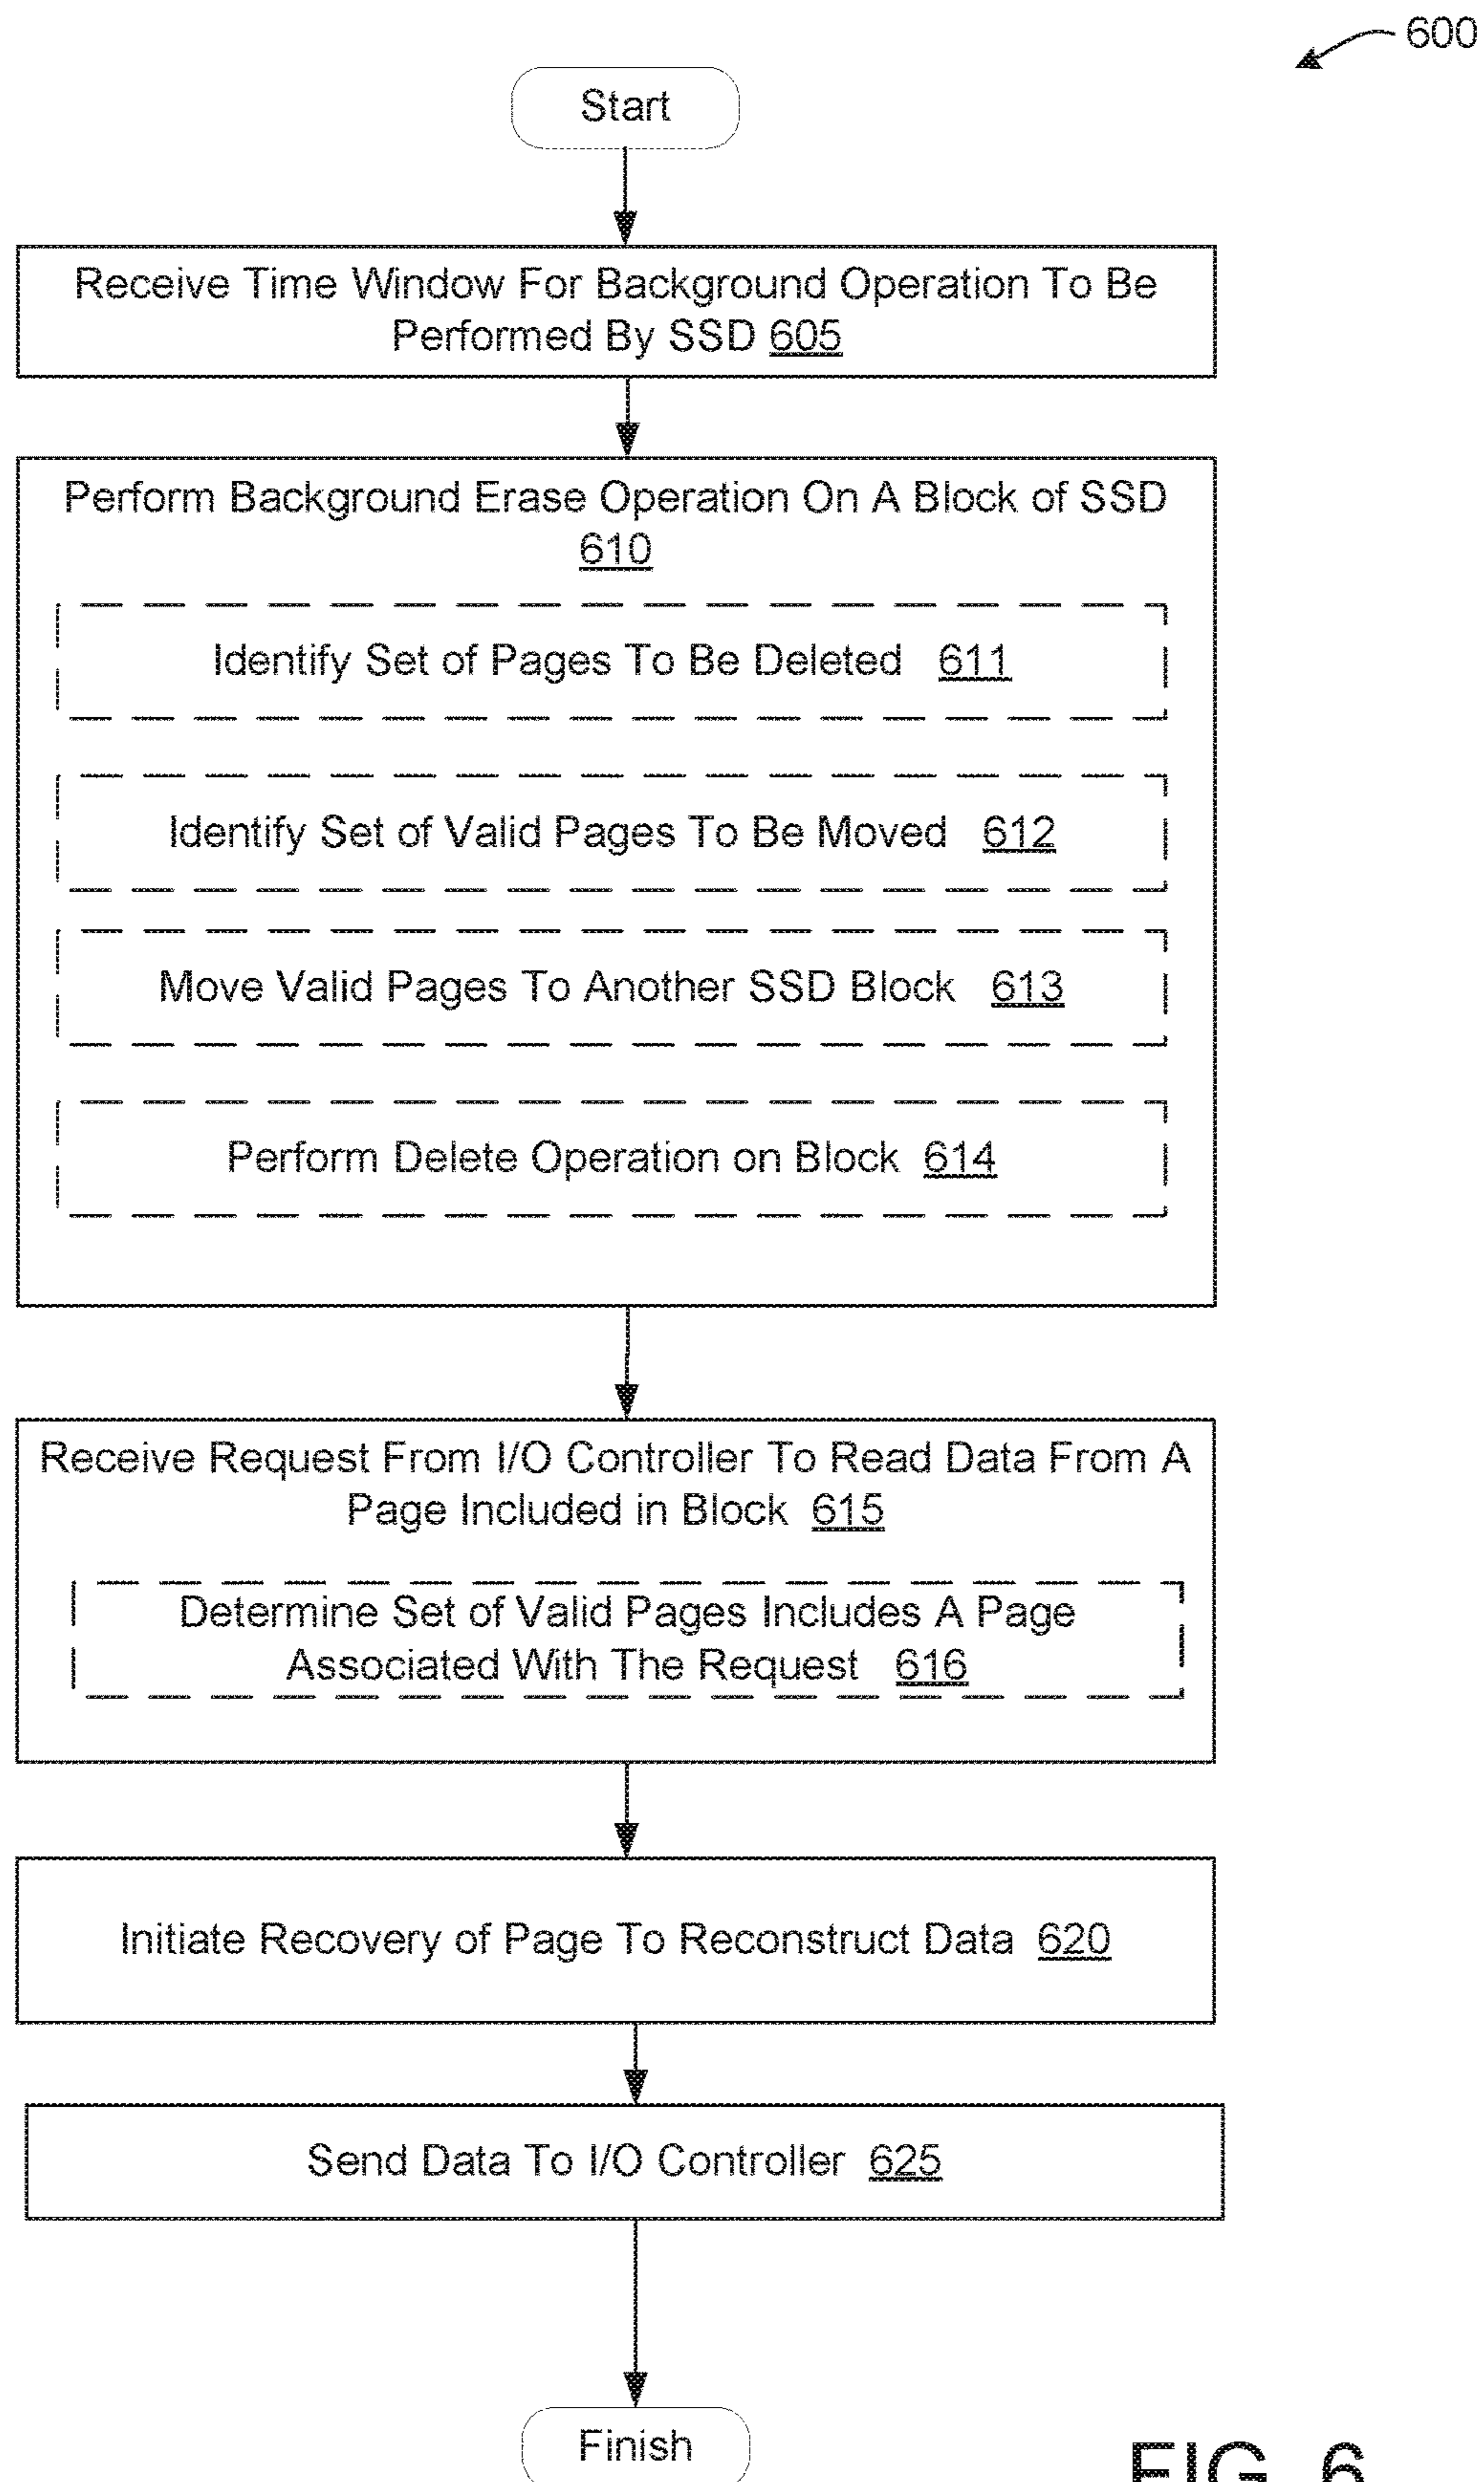 600
Start
Receive Time Window For Background Operation To Be
Performed By SSD 605
Perform Background Erase Operation On A Block of SSD
610
Identify Set of Pages To Be Deleted 611
Identify Set of Valid Pages To Be Moved 612
Move Valid Pages To Another SSD Block 613
Perform Delete Operation on Block 614
Receive Request From I/O Controller To Read Data From A
Page Included in Block 615
Determine Set of Valid Pages Includes A Page
Associated With The Request 616
Initiate Recovery of Page To Reconstruct Data 620
Send Data To I/O Controller 625
Finish
FIG. 6